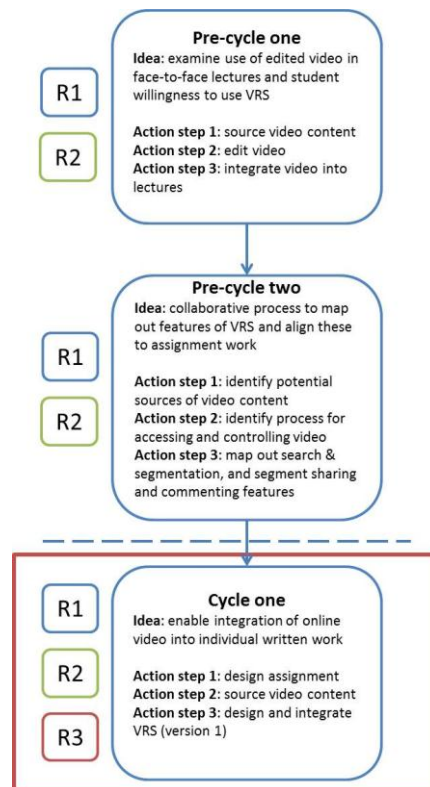 Pre-cycle one
Idea: examine use of edited video in
face-to-face lectures and student
willingness to use VRS
Action step 1: source video content
Action step 2: edit video
Action step 3: integrate video into
lectures
R1
R2
Pre-cycle two
Idea: collaborative process to map
out features of VRS and align these
to assignment work
Action step 1: identify potential
sources of video content
Action step 2: identify process for
accessing and controlling video
Action step 3: map out search &
segmentation, and segment sharing
and commenting features
R1
R2
Cycle one
Idea: enable integration of online
video into individual written work
Action step 1: design assignment
Action step 2: source video content
Action step 3: design and integrate
VRS (version 1)
R1
R2
R3